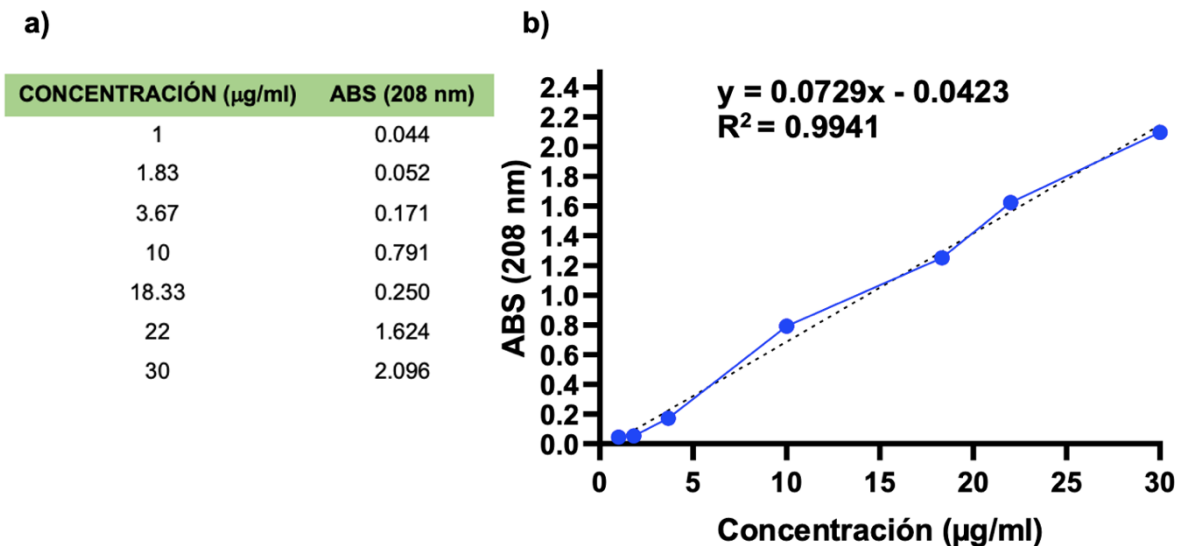 a)
CONCENTRACIÓN (µg/ml) ABS (208 nm)
1 0.044
1.83 0.052
3.67 0.171
10 0.791
18.33 0.250
22 1.624
30 2.096
b)
y = 0.0729x - 0.0423
R² = 0.9941
ABS (208 nm)
2.4
2.2
2.0
1.8
1.6
1.4
1.2
1.0
0.8
0.6
0.4
0.2
0.0
0 5 10 15 20 25 30
Concentración (µg/ml)